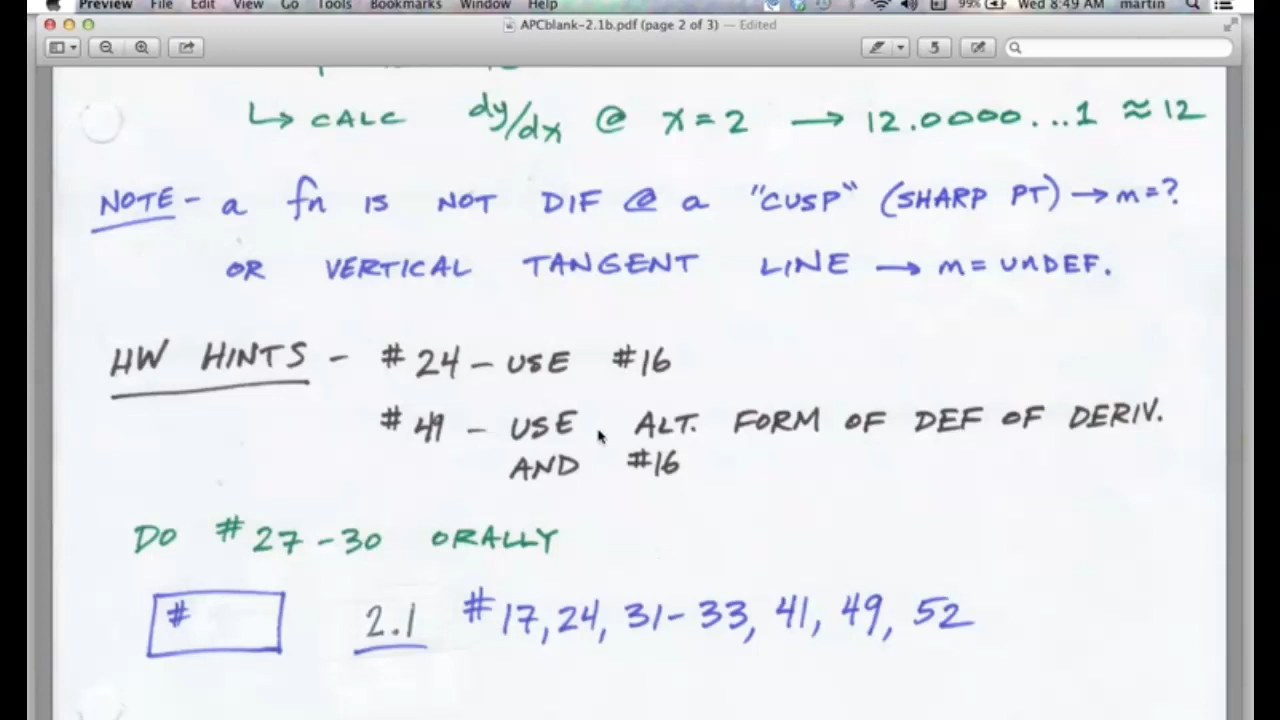 Preview File Edit View Go Tools Bookmarks Window Help 99% Wed 8:49 AM martin
APCblank-2.1b.pdf (page 2 of 3) — Edited
↳ CALC dy/dx @ x = 2 → 12.0000...1 ≈ 12
NOTE - a fn IS NOT DIF @ a "CUSP" (SHARP PT) → m = ?
OR VERTICAL TANGENT LINE → m = UNDEF.
HW HINTS - # 24 - USE #16
# 49 - USE ALT. FORM OF DEF OF DERIV.
AND #16
DO # 27-30 ORALLY
# 2.1 # 17, 24, 31-33, 41, 49, 52